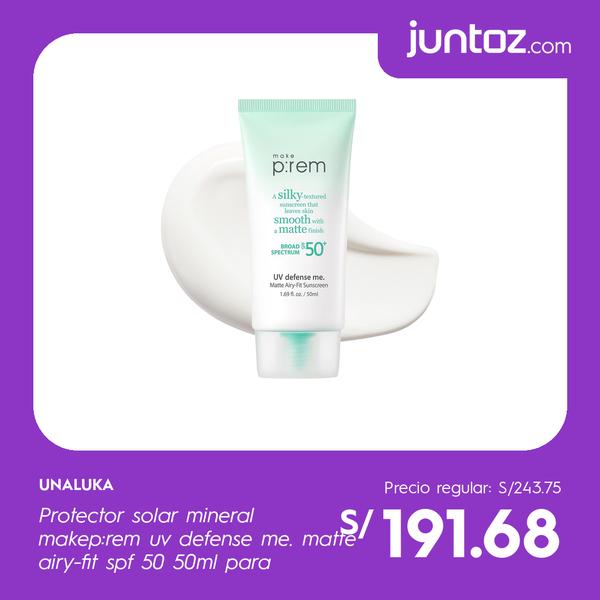 juntoz.com
make
p:rem
A silky-textured
sunscreen that
leaves skin
smooth with
a matte finish
BROAD SPECTRUM SPF 50+
UV defense me.
Matte Airy-Fit Sunscreen
1.69 fl. oz. / 50ml
UNALUKA
Precio regular: S/243.75
Protector solar mineral
makep:rem uv defense me. matte
airy-fit spf 50 50ml para
S/ 191.68